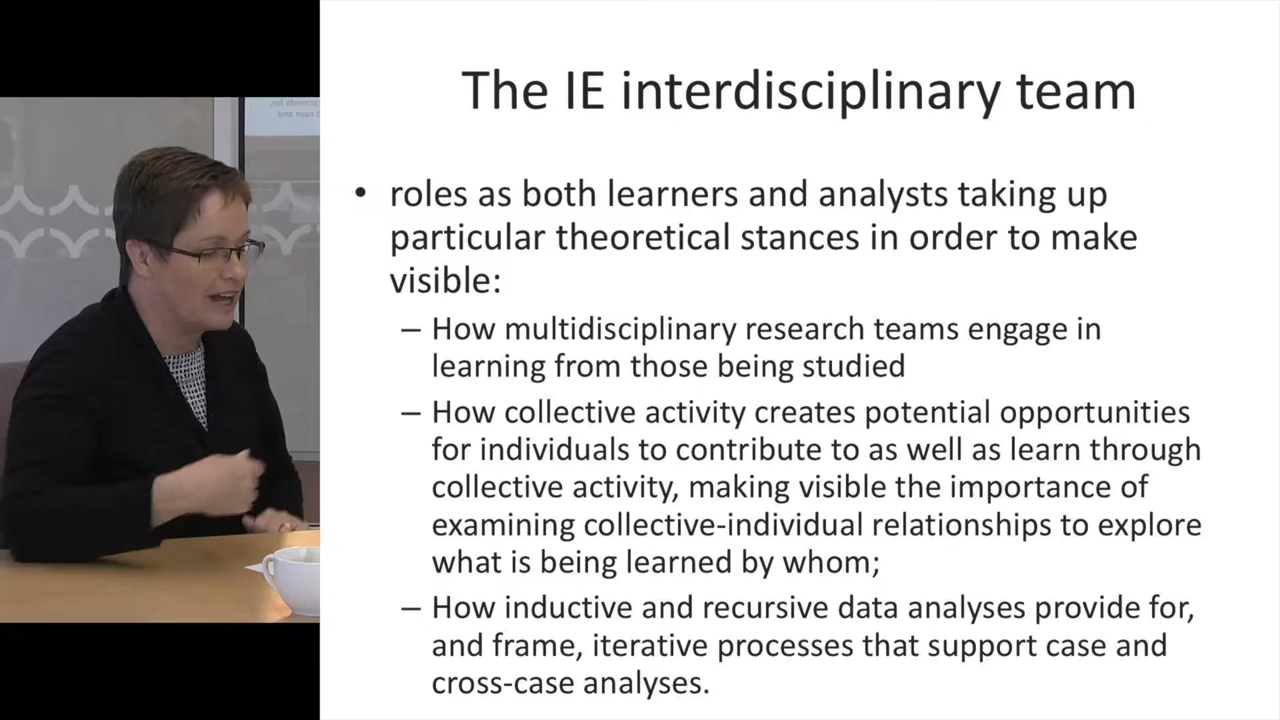 The IE interdisciplinary team
• roles as both learners and analysts taking up
particular theoretical stances in order to make
visible:
– How multidisciplinary research teams engage in
learning from those being studied
– How collective activity creates potential opportunities
for individuals to contribute to as well as learn through
collective activity, making visible the importance of
examining collective-individual relationships to explore
what is being learned by whom;
– How inductive and recursive data analyses provide for,
and frame, iterative processes that support case and
cross-case analyses.